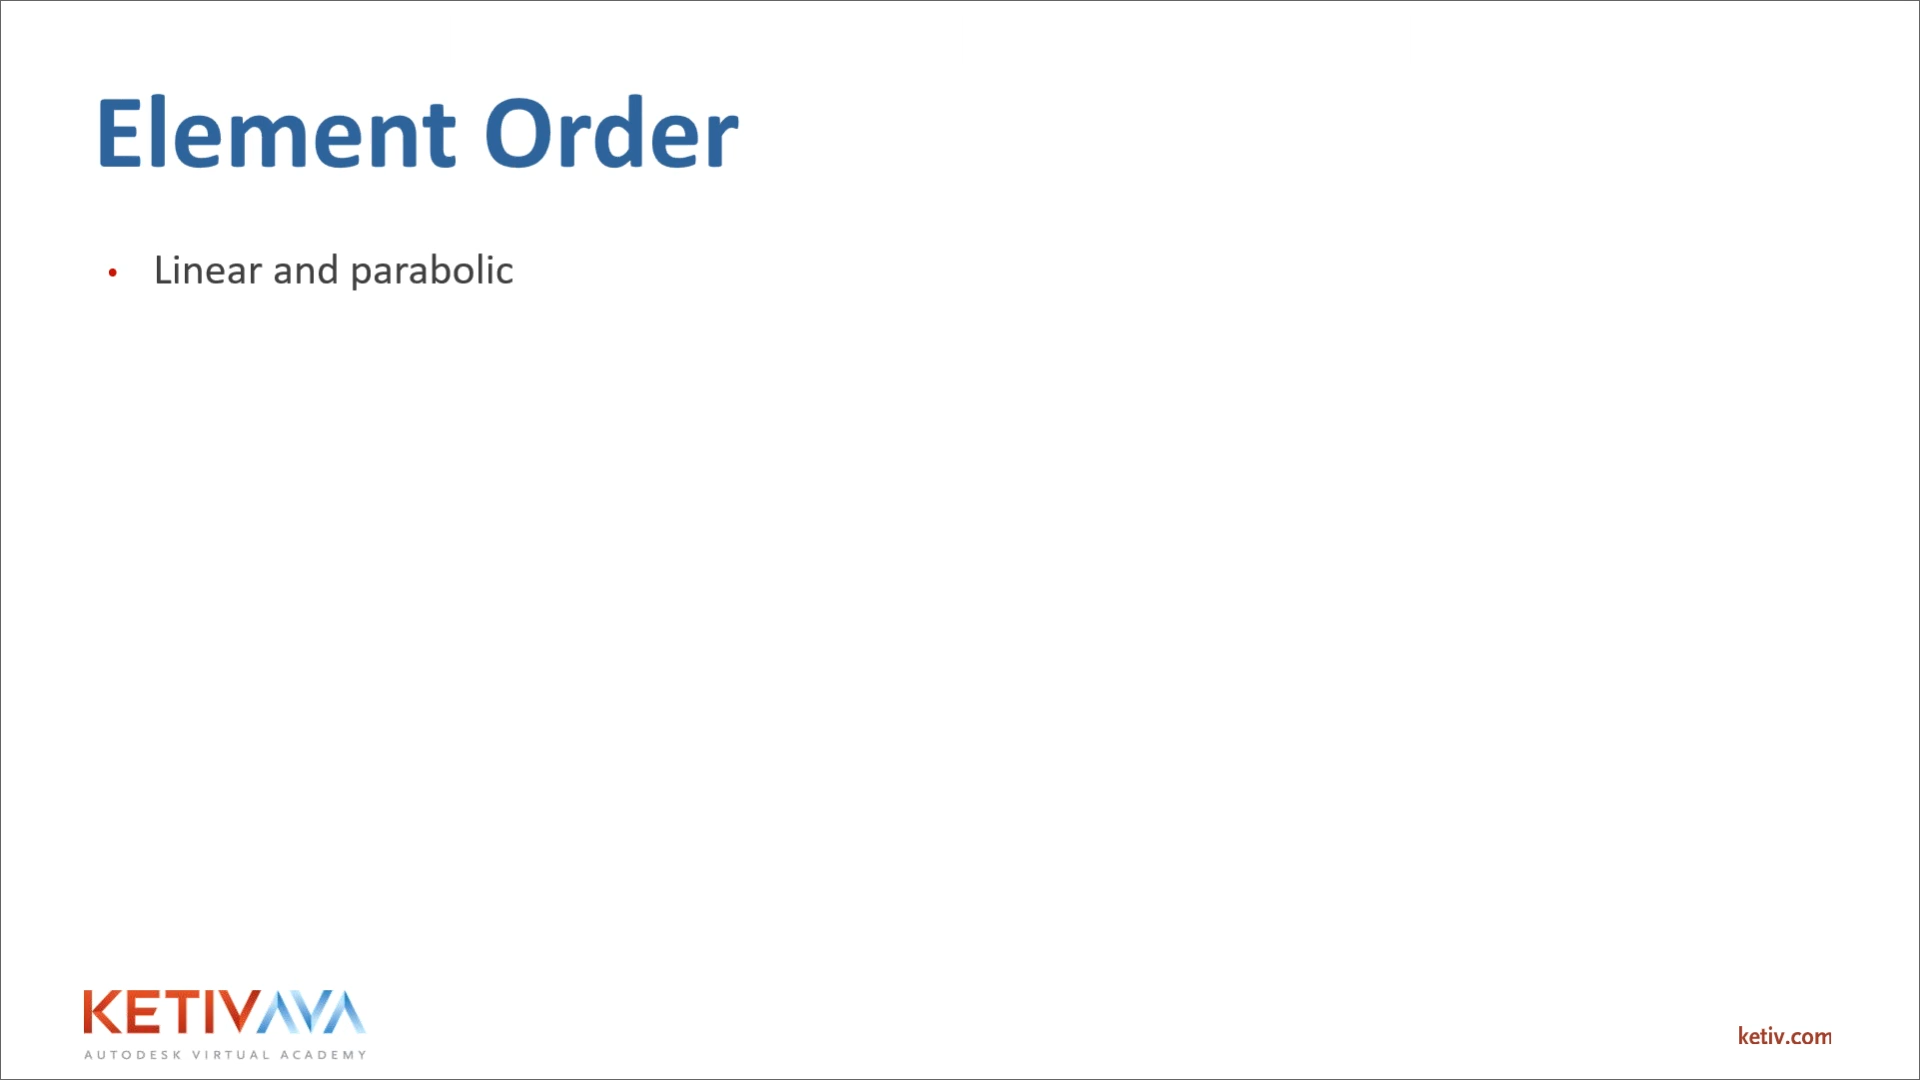 Element Order
• Linear and parabolic
KETIVAVA
AUTODESK VIRTUAL ACADEMY
ketiv.com